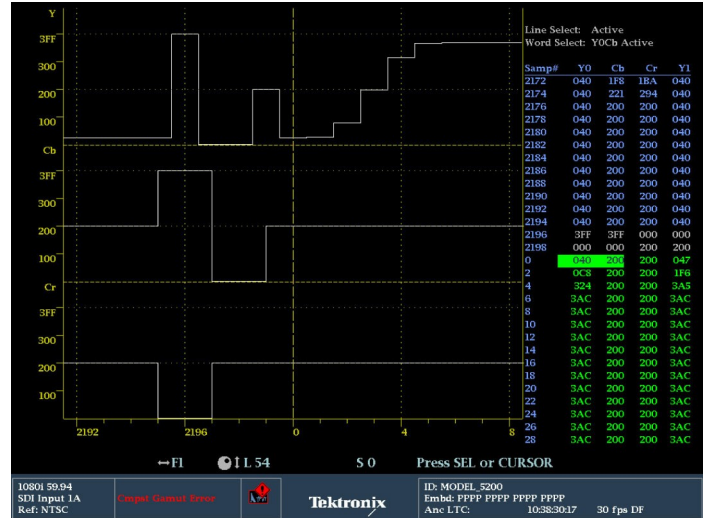 Y
3FF
300
200
100
Cb
3FF
300
200
100
Cr
3FF
300
200
100
2192 2196 0 4 8
Line Select: Active
Word Select: Y0Cb Active
Samp# Y0 Cb Cr Y1
2172 040 1F8 1BA 040
2174 040 221 294 040
2176 040 200 200 040
2178 040 200 200 040
2180 040 200 200 040
2182 040 200 200 040
2184 040 200 200 040
2186 040 200 200 040
2188 040 200 200 040
2190 040 200 200 040
2192 040 200 200 040
2194 040 200 200 040
2196 3FF 3FF 000 000
2198 000 000 200 200
0 040 200 200 047
2 0C8 200 200 1F6
4 324 200 200 3A5
6 3AC 200 200 3AC
8 3AC 200 200 3AC
10 3AC 200 200 3AC
12 3AC 200 200 3AC
14 3AC 200 200 3AC
16 3AC 200 200 3AC
18 3AC 200 200 3AC
20 3AC 200 200 3AC
22 3AC 200 200 3AC
24 3AC 200 200 3AC
26 3AC 200 200 3AC
28 3AC 200 200 3AC
↔F1 ↕ L 54 S 0 Press SEL or CURSOR
1080i 59.94
SDI Input 1A
Ref: NTSC
Cmpst Gamut Error
Tektronix
ID: MODEL_5200
Embd: PPPP PPPP PPPP PPPP
Anc LTC: 10:38:30:17 30 fps DF